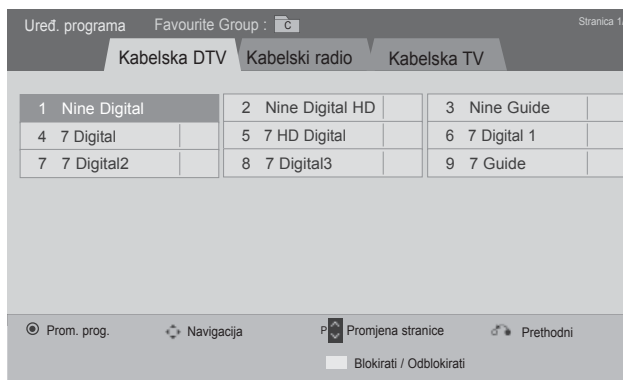 Uređ. programa Favourite Group : C Stranica 1/
Kabelska DTV Kabelski radio Kabelska TV
1 Nine Digital 2 Nine Digital HD 3 Nine Guide
4 7 Digital 5 7 HD Digital 6 7 Digital 1
7 7 Digital2 8 7 Digital3 9 7 Guide
Prom. prog. Navigacija P Promjena stranice Prethodni
Blokirati / Odblokirati